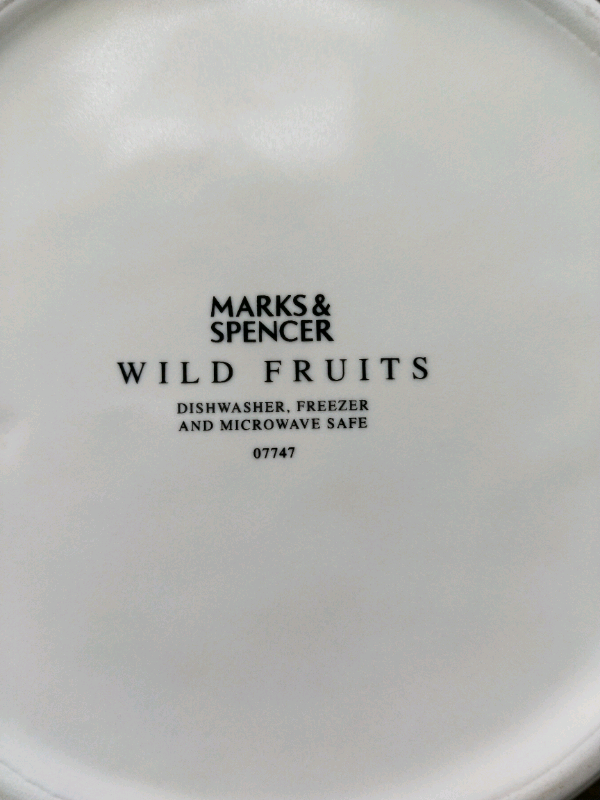 MARKS &
SPENCER
WILD FRUITS
DISHWASHER, FREEZER
AND MICROWAVE SAFE
07747